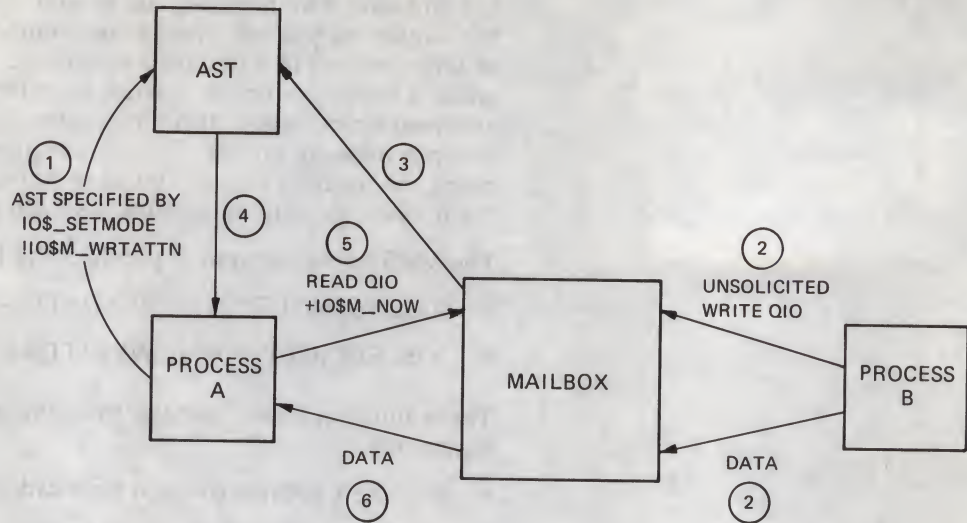 AST
1
AST SPECIFIED BY
IO$_SETMODE
!IO$M_WRTATTN
3
4
5
READ QIO
+IO$M_NOW
2
UNSOLICITED
WRITE QIO
PROCESS
A
MAILBOX
PROCESS
B
DATA
6
DATA
2